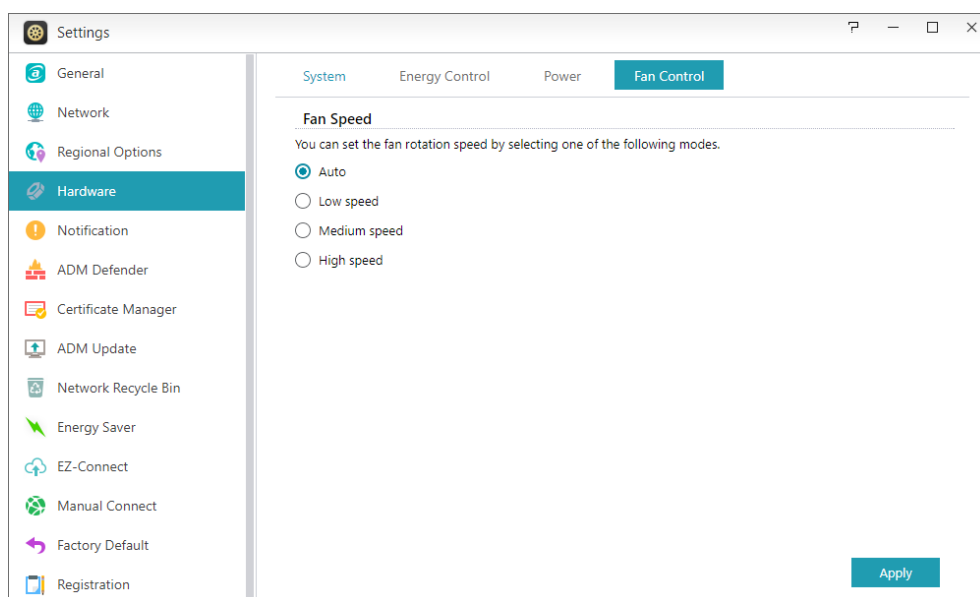 Settings
General
Network
Regional Options
Hardware
Notification
ADM Defender
Certificate Manager
ADM Update
Network Recycle Bin
Energy Saver
EZ-Connect
Manual Connect
Factory Default
Registration
System Energy Control Power Fan Control
Fan Speed
You can set the fan rotation speed by selecting one of the following modes.
Auto
Low speed
Medium speed
High speed
Apply